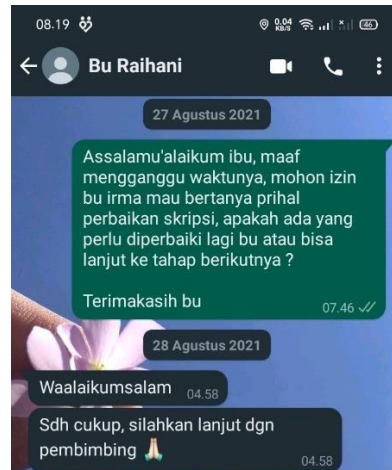 08.19
0.04
KB/S
46
Bu Raihani
27 Agustus 2021
Assalamu'alaikum ibu, maaf
mengganggu waktunya, mohon izin
bu irma mau bertanya prihal
perbaikan skripsi, apakah ada yang
perlu diperbaiki lagi bu atau bisa
lanjut ke tahap berikutnya ?
Terimakasih bu
07.46
28 Agustus 2021
Waalaikumsalam
04.58
Sdh cukup, silahkan lanjut dgn
pembimbing 🙏🏻
04.58